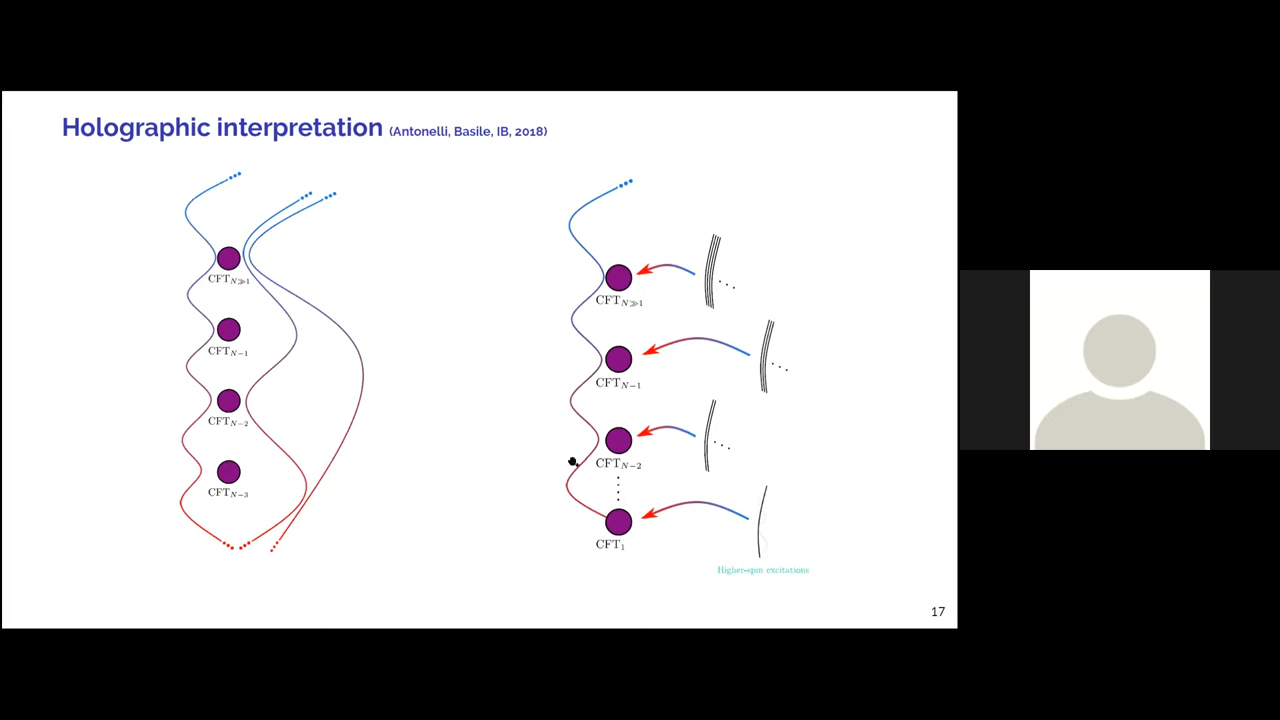 Holographic interpretation (Antonelli, Basile, IB, 2018)
CFT_{N≫1}
CFT_{N−1}
CFT_{N−2}
CFT_{N−3}
CFT_{N≫1}
CFT_{N−1}
CFT_{N−2}
CFT_1
Higher-spin excitations
17